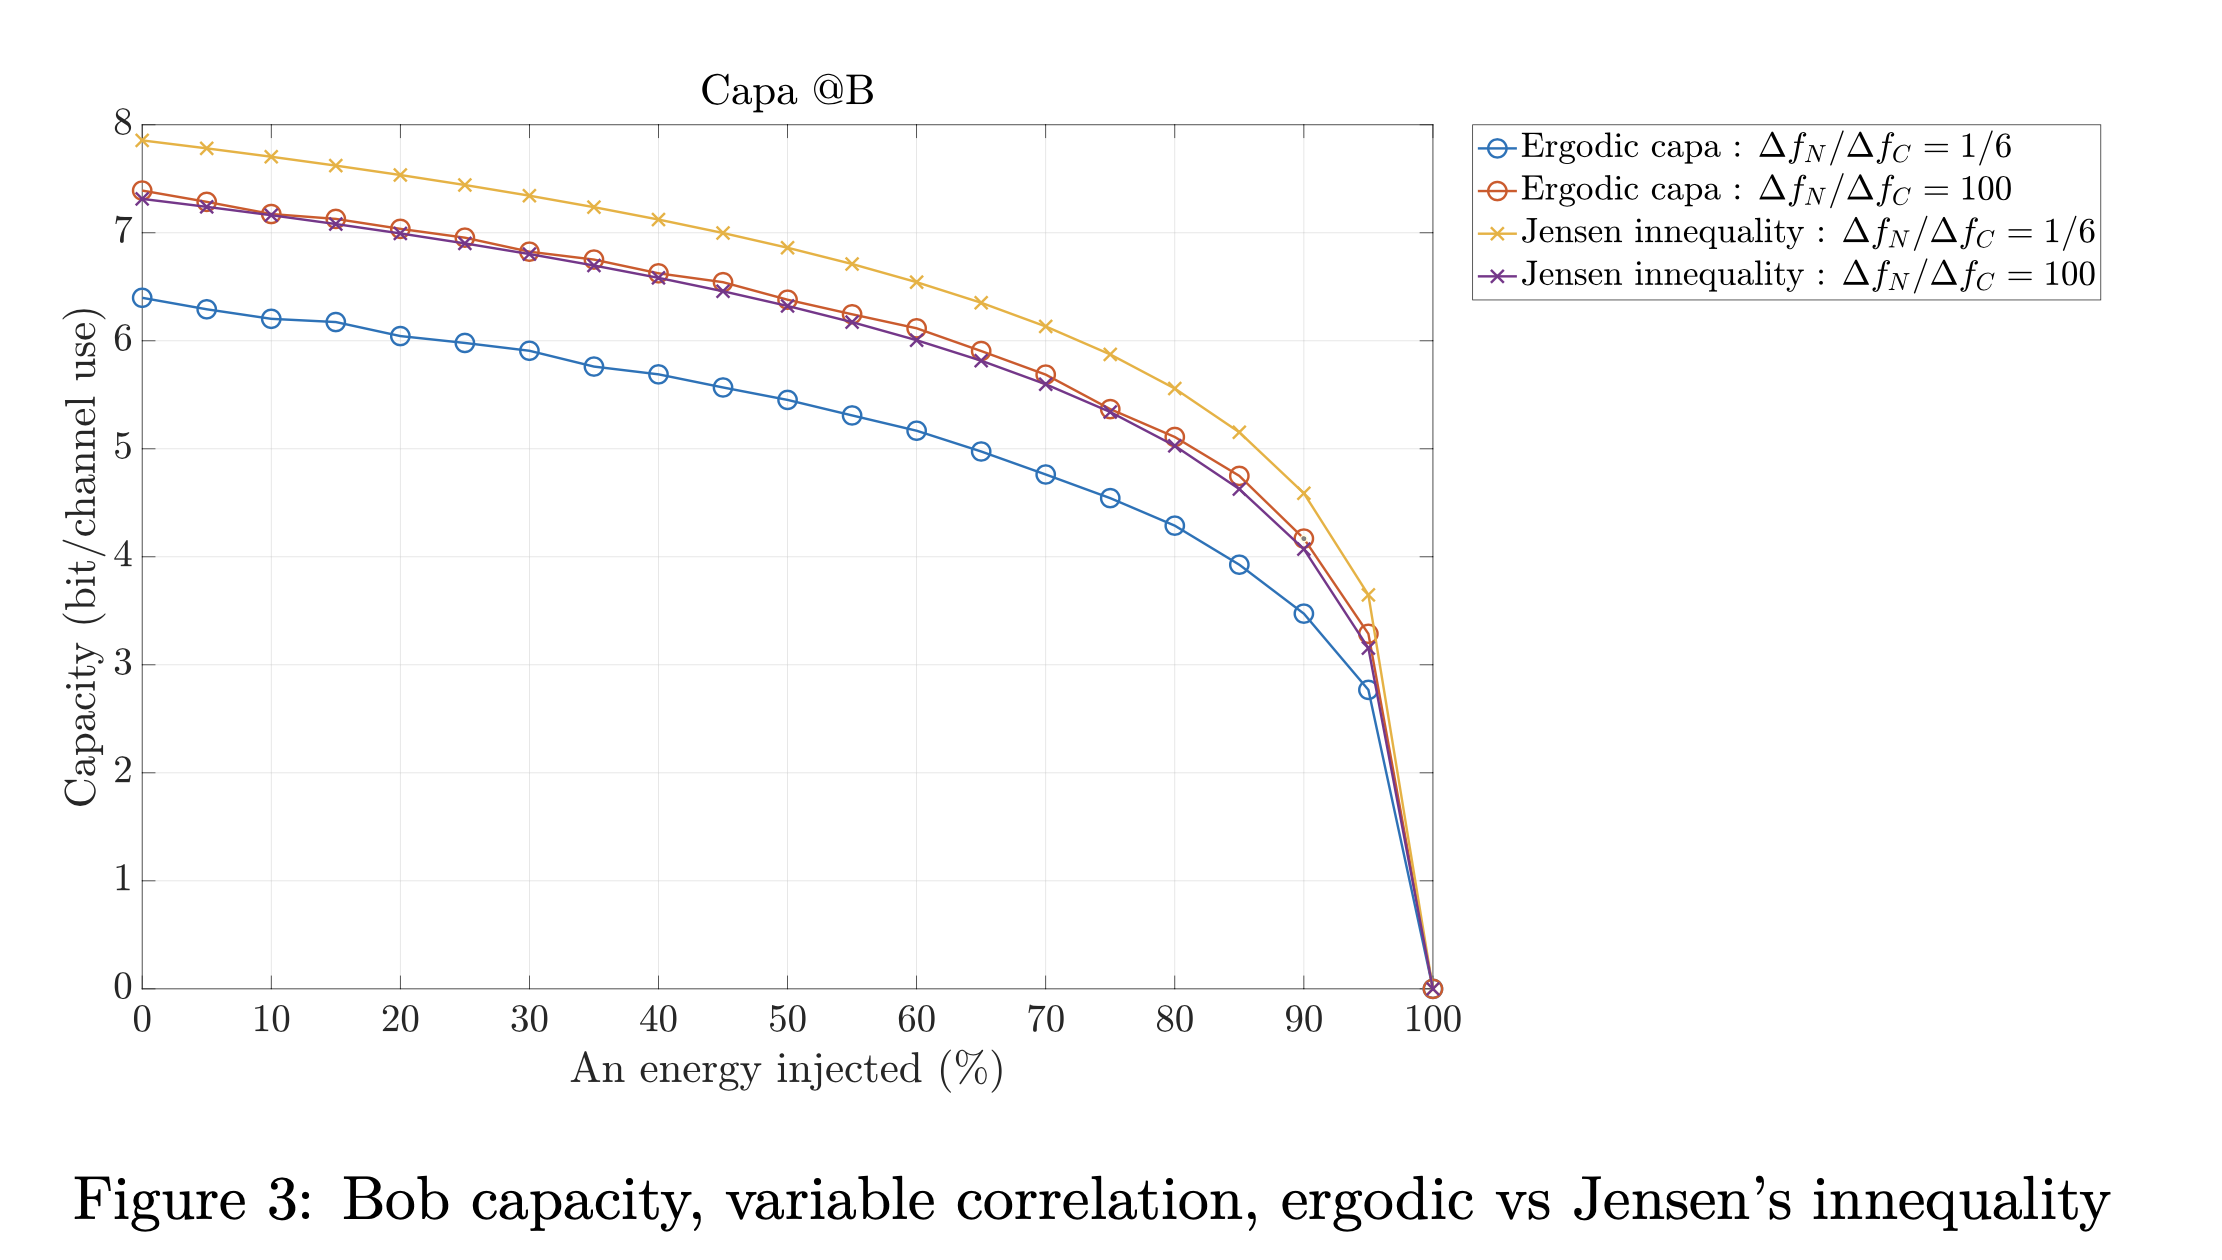 Capa @B
8
7
6
5
4
3
2
1
0
Capacity (bit/channel use)
0 10 20 30 40 50 60 70 80 90 100
An energy injected (%)
Ergodic capa : Δf_N/Δf_C = 1/6
Ergodic capa : Δf_N/Δf_C = 100
Jensen innequality : Δf_N/Δf_C = 1/6
Jensen innequality : Δf_N/Δf_C = 100
Figure 3: Bob capacity, variable correlation, ergodic vs Jensen's innequality